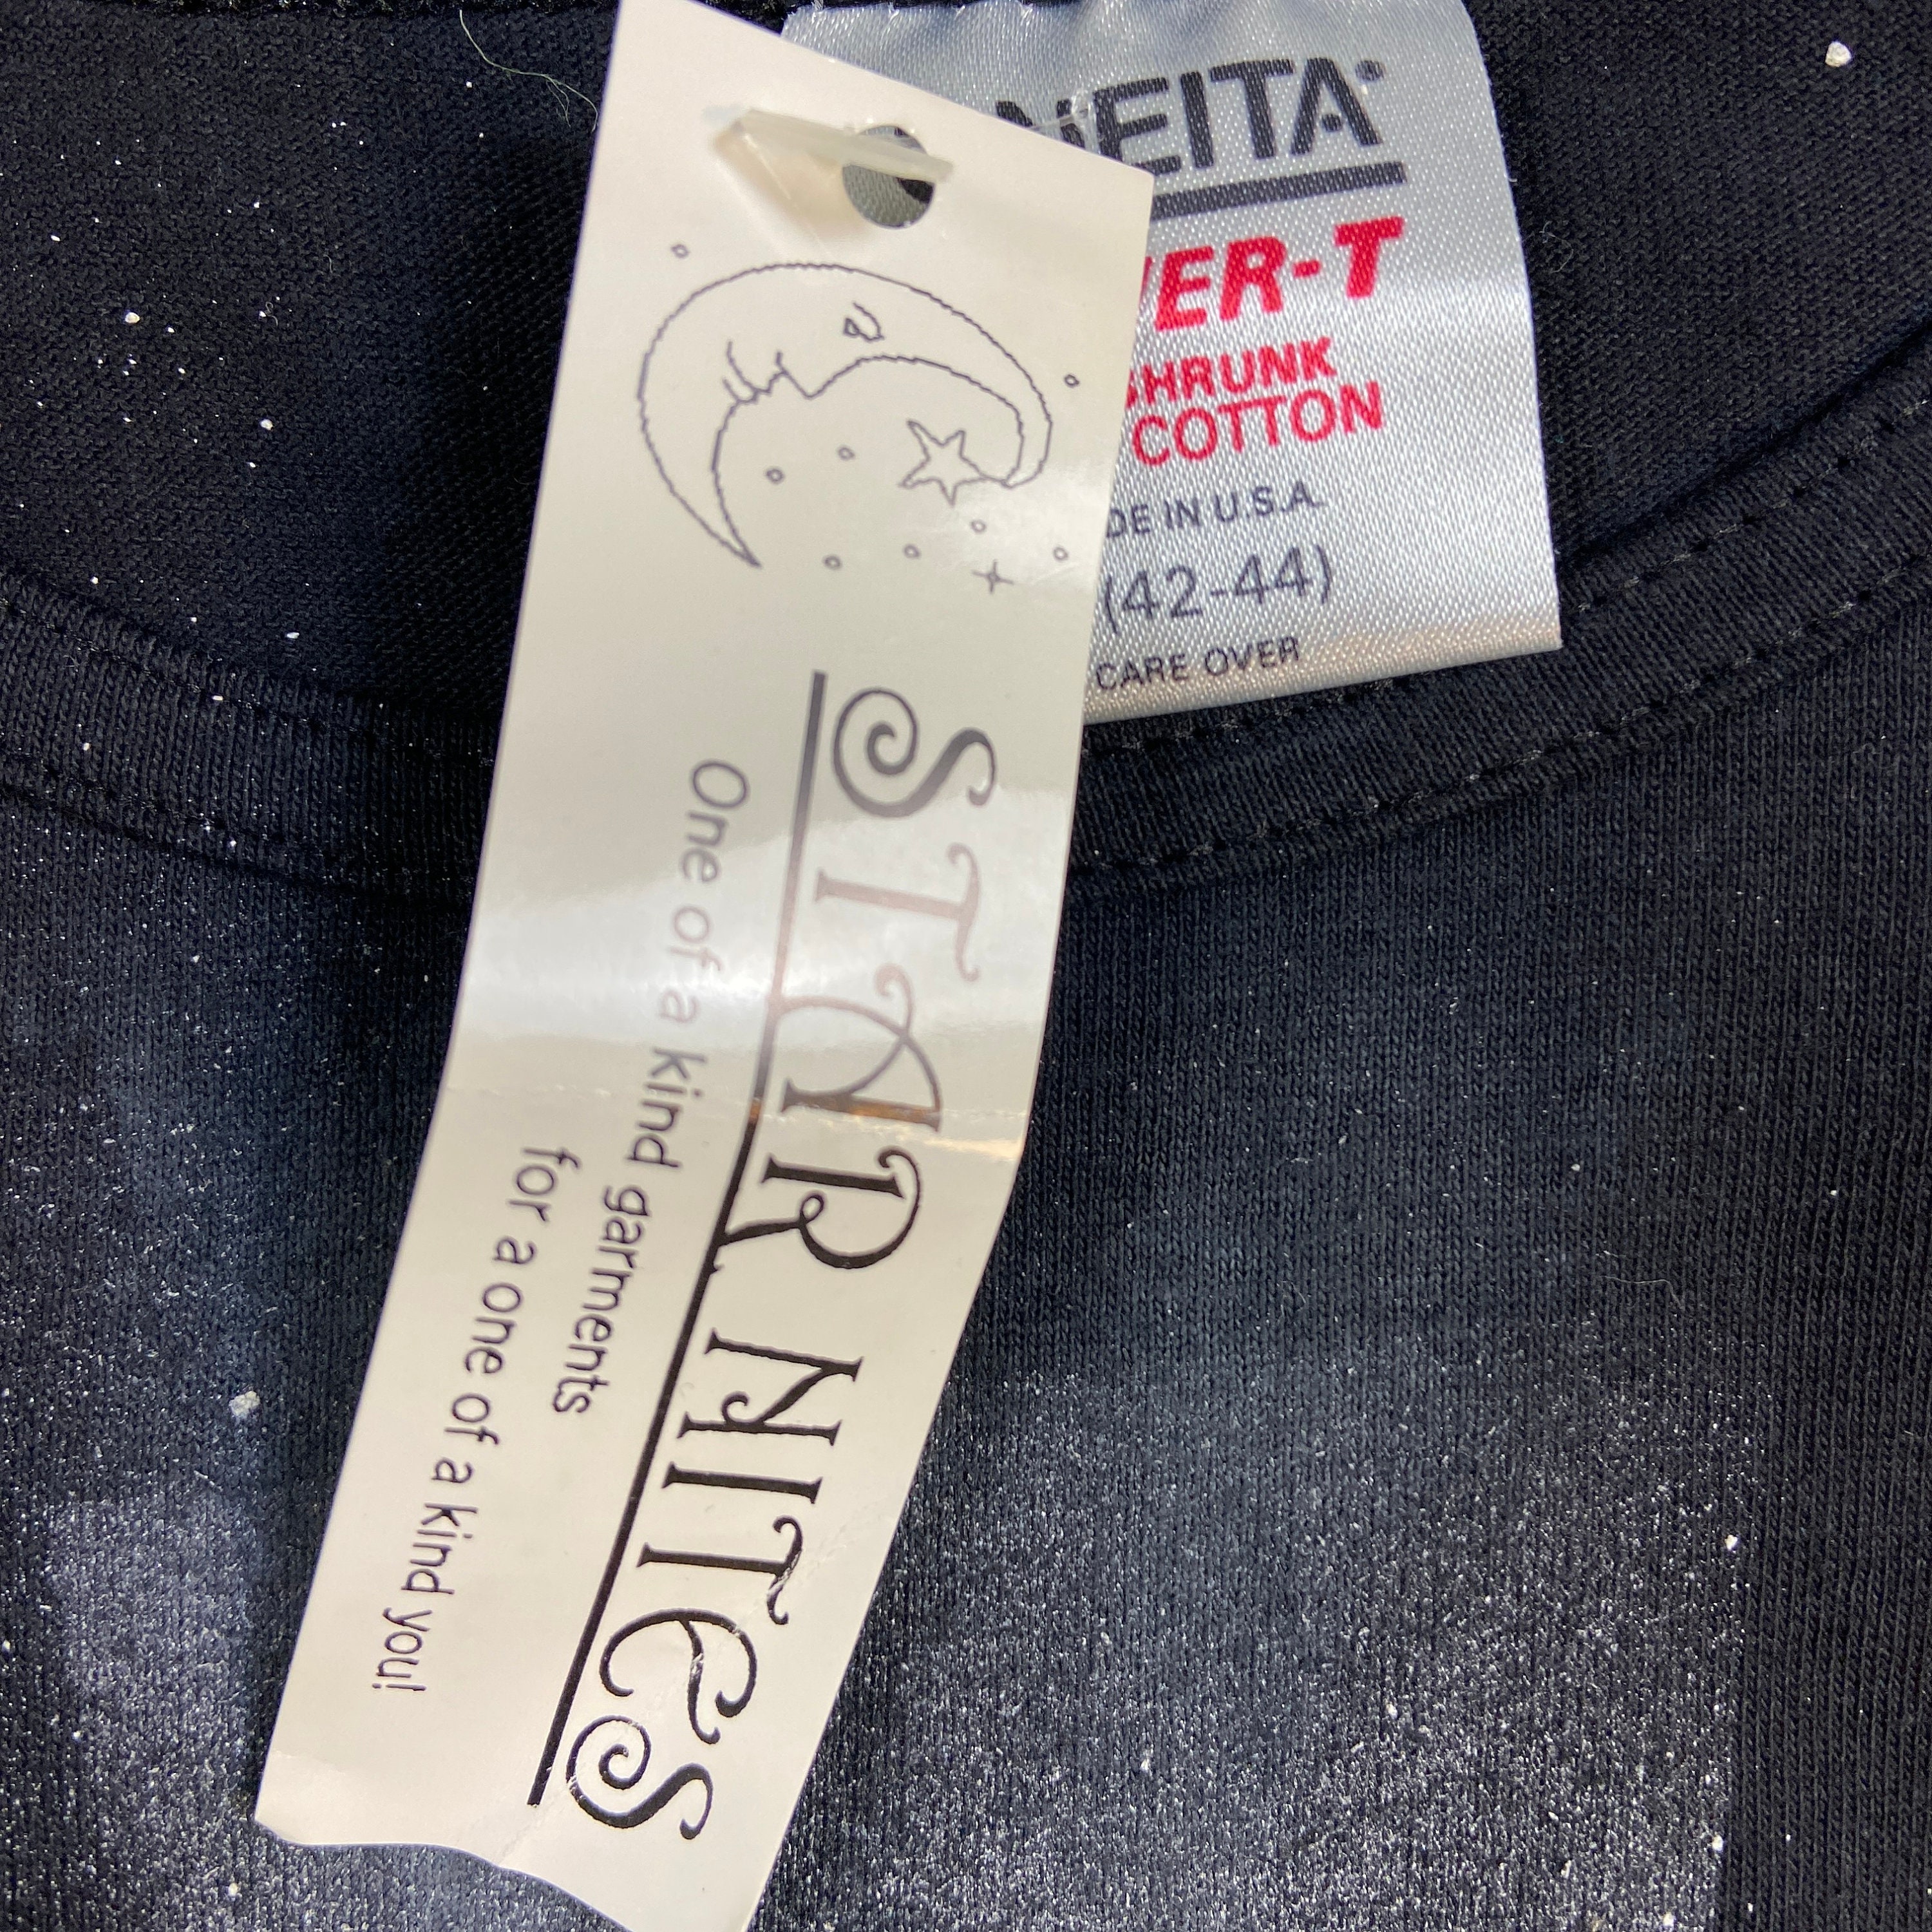 STAR NITES
One of a kind garments
for a one of a kind you!
NEITA
VER-T
SHRUNK
COTTON
DE IN U.S.A.
(42-44)
CARE OVER